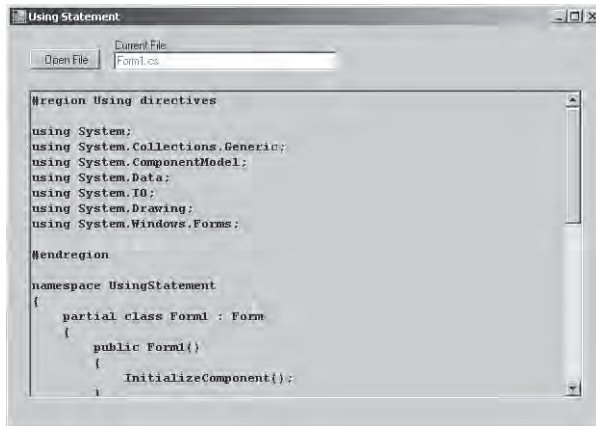 Using Statement
Current File:
Open File
Form1.cs
#region Using directives
using System;
using System.Collections.Generic;
using System.ComponentModel;
using System.Data;
using System.IO;
using System.Drawing;
using System.Windows.Forms;
#endregion
namespace UsingStatement
{
    partial class Form1 : Form
    {
        public Form1()
        {
            InitializeComponent();
        }